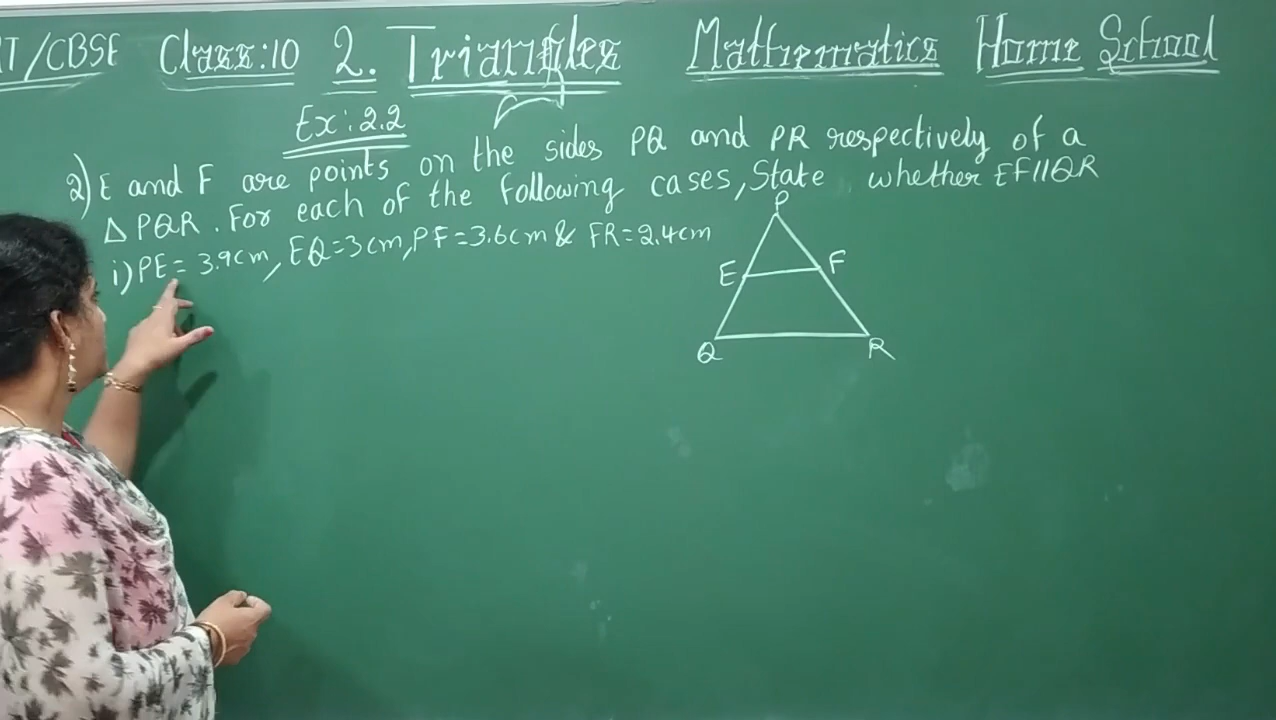 T/CBSE Class:10 2. Triangles Mathematics Home School
Ex: 2.2
2) E and F are points on the sides PQ and PR respectively of a
△ PQR. For each of the following cases, State whether EF||QR
i) PE = 3.9cm, EQ=3cm, PF=3.6cm & FR=2.4cm
P
E F
Q R